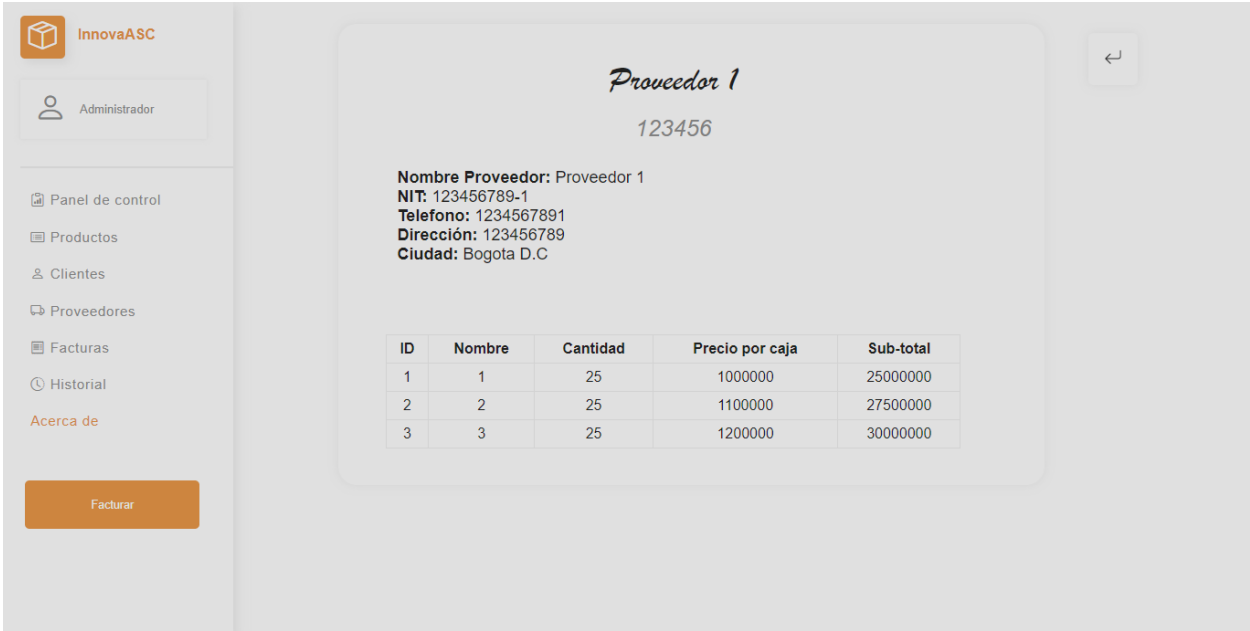 InnovaASC
Administrador
Panel de control
Productos
Clientes
Proveedores
Facturas
Historial
Acerca de
Facturar
Proveedor 1
123456
Nombre Proveedor: Proveedor 1
NIT: 123456789-1
Telefono: 1234567891
Dirección: 123456789
Ciudad: Bogota D.C
ID Nombre Cantidad Precio por caja Sub-total
1 1 25 1000000 25000000
2 2 25 1100000 27500000
3 3 25 1200000 30000000